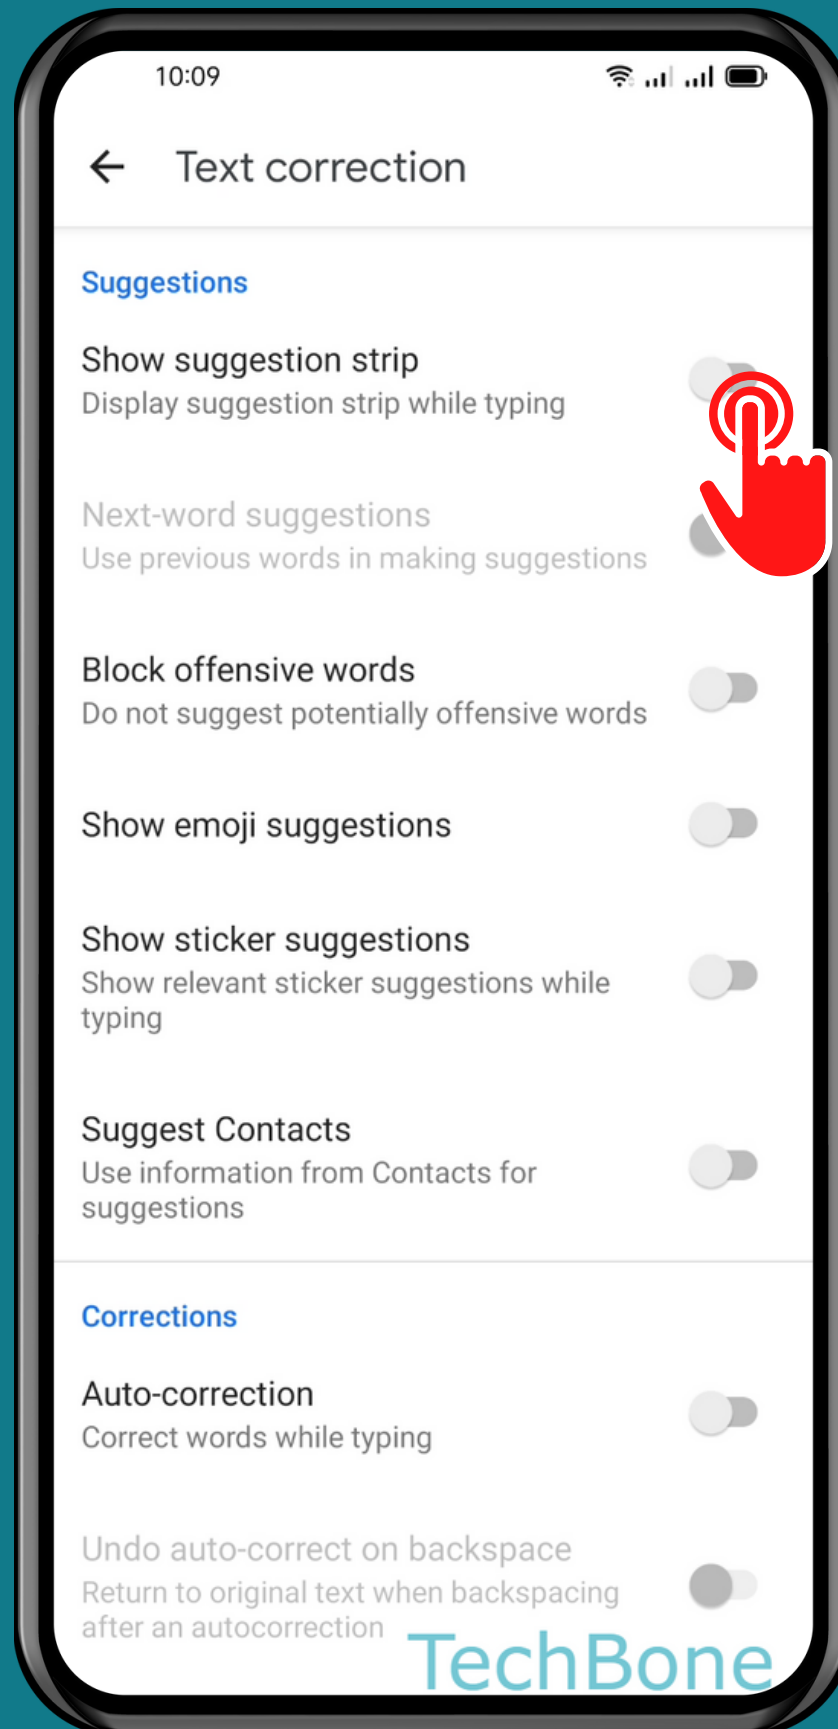 10:09
Text correction
Suggestions
Show suggestion strip
Display suggestion strip while typing
Next-word suggestions
Use previous words in making suggestions
Block offensive words
Do not suggest potentially offensive words
Show emoji suggestions
Show sticker suggestions
Show relevant sticker suggestions while
typing
Suggest Contacts
Use information from Contacts for
suggestions
Corrections
Auto-correction
Correct words while typing
Undo auto-correct on backspace
Return to original text when backspacing
after an autocorrection
TechBone